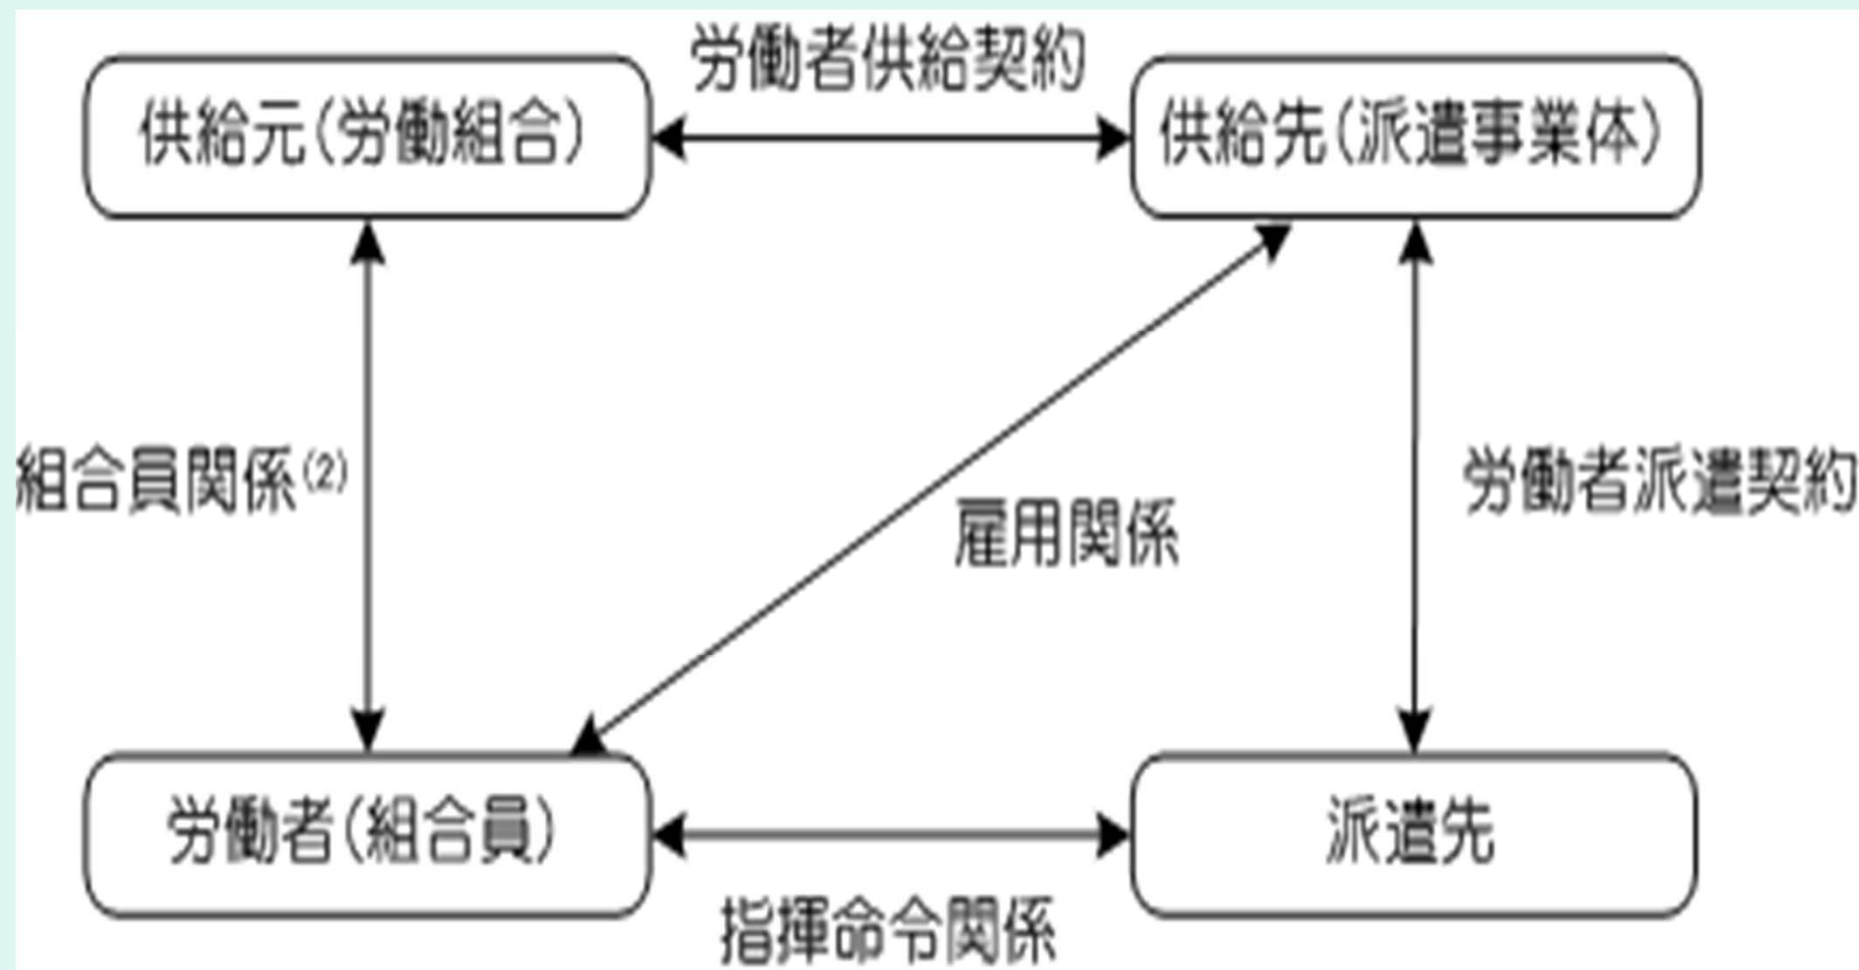 労働者供給契約
供給元(労働組合)
供給先(派遣事業体)
組合員関係(2)
雇用関係
労働者派遣契約
労働者(組合員)
派遣先
指揮命令関係